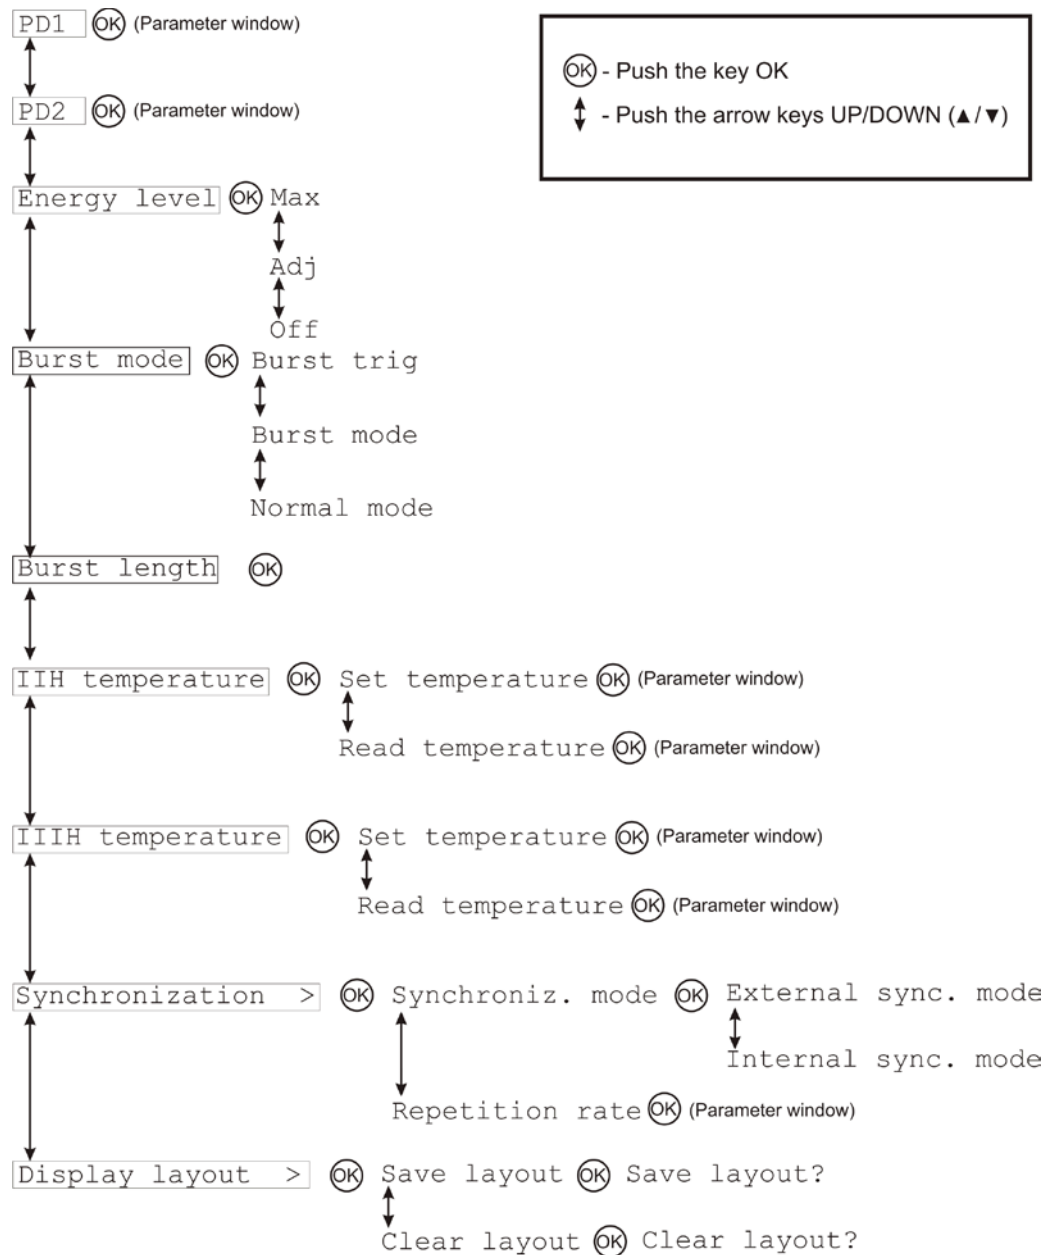 PD1 OK (Parameter window)
OK - Push the key OK
- Push the arrow keys UP/DOWN (▲/▼)
PD2 OK (Parameter window)
Energy level OK Max
Adj
Off
Burst mode OK Burst trig
Burst mode
Normal mode
Burst length OK
IIH temperature OK Set temperature OK (Parameter window)
Read temperature OK (Parameter window)
IIIH temperature OK Set temperature OK (Parameter window)
Read temperature OK (Parameter window)
Synchronization > OK Synchroniz. mode OK External sync. mode
Internal sync. mode
Repetition rate OK (Parameter window)
Display layout > OK Save layout OK Save layout?
Clear layout OK Clear layout?